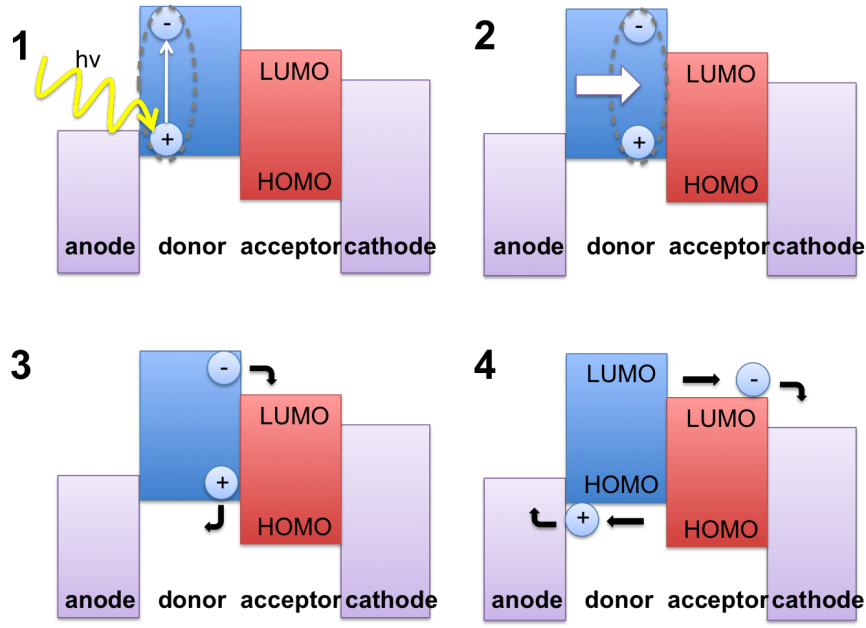 1
hν
-
+
LUMO
HOMO
anode donor acceptor cathode
2
-
+
LUMO
HOMO
anode donor acceptor cathode
3
-
+
LUMO
HOMO
anode donor acceptor cathode
4
LUMO
-
LUMO
HOMO
+
HOMO
anode donor acceptor cathode